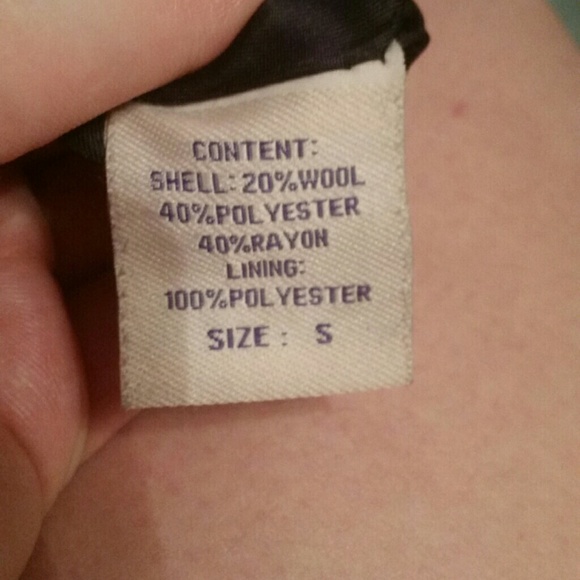 CONTENT:
SHELL: 20%WOOL
40%POLYESTER
40%RAYON
LINING:
100%POLYESTER
SIZE : S